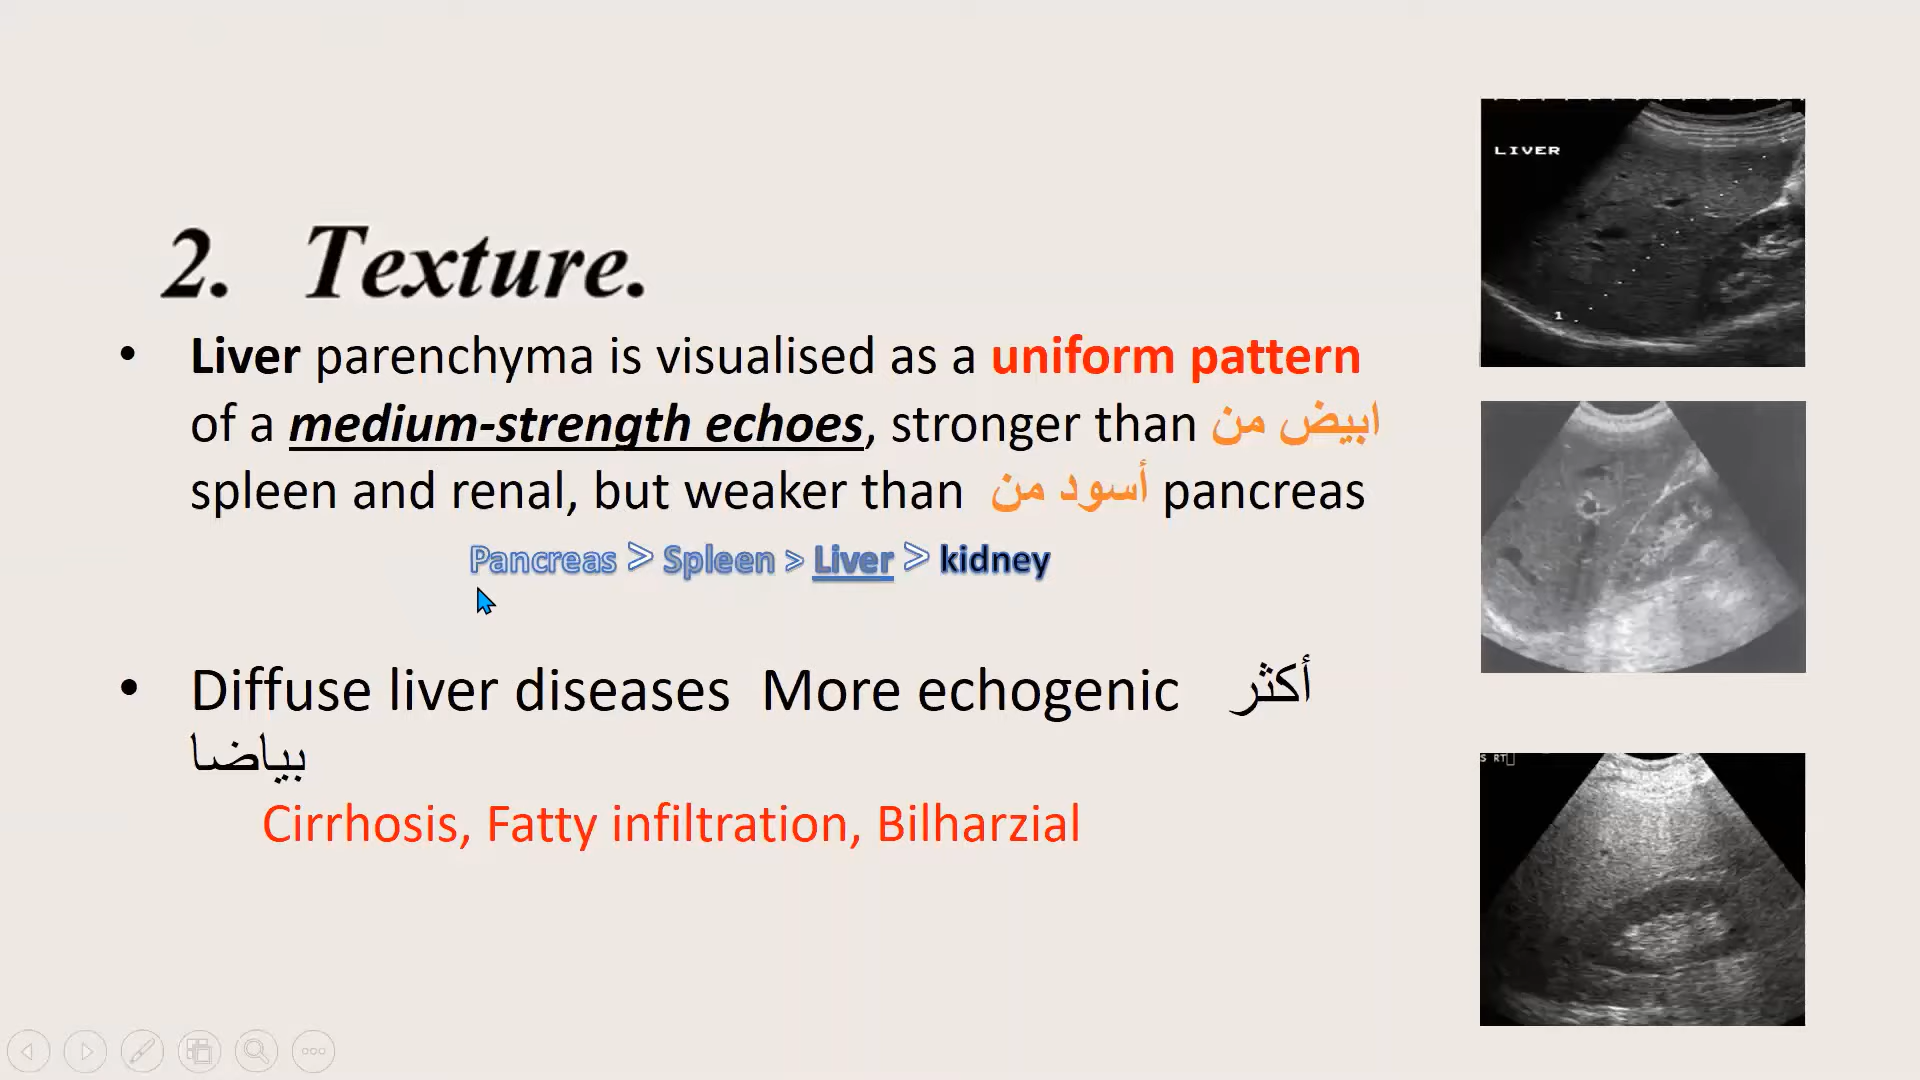 2. Texture.
• Liver parenchyma is visualised as a uniform pattern
of a medium-strength echoes, stronger than ابيض من
spleen and renal, but weaker than أسود من pancreas
Pancreas > Spleen > Liver > kidney
• Diffuse liver diseases More echogenic أكثر
بياضا
Cirrhosis, Fatty infiltration, Bilharzial
LIVER
1
S RT